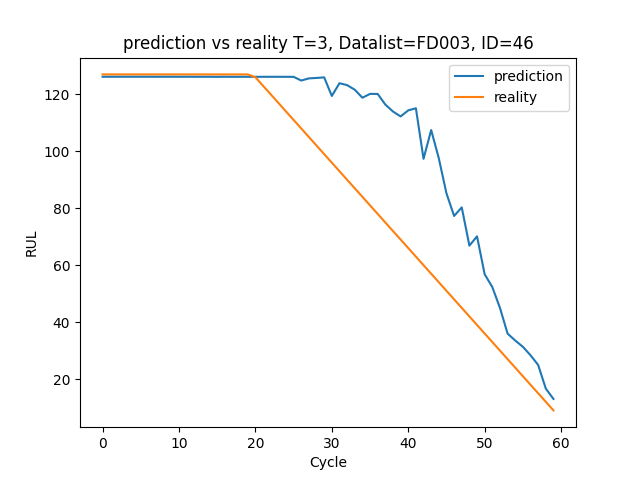 prediction vs reality T=3, Datalist=FD003, ID=46
prediction
reality
RUL
120
100
80
60
40
20
0 10 20 30 40 50 60
Cycle